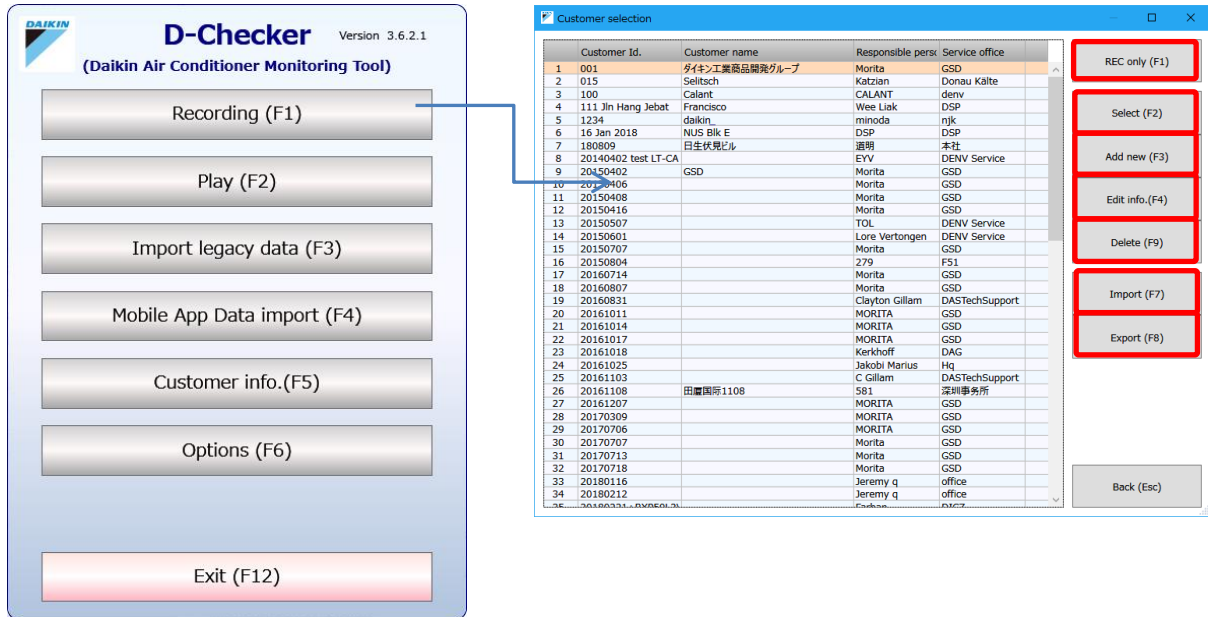 DAIKIN
D-Checker Version 3.6.2.1
(Daikin Air Conditioner Monitoring Tool)
Recording (F1)
Play (F2)
Import legacy data (F3)
Mobile App Data import (F4)
Customer info.(F5)
Options (F6)
Exit (F12)
Customer selection
Customer Id. Customer name Responsible perso Service office
1 001 ダイキン工業商品開発グループ Morita GSD
2 015 Selitsch Katzian Donau Kälte
3 100 Calant CALANT denv
4 111 Jln Hang Jebat Francisco Wee Liak DSP
5 1234 daikin_ minoda njk
6 16 Jan 2018 NUS Blk E DSP DSP
7 180809 日生伏見ビル 道明 本社
8 20140402 test LT-CA EYV DENV Service
9 20150402 GSD Morita GSD
10 20150406 Morita GSD
11 20150408 Morita GSD
12 20150416 Morita GSD
13 20150507 TOL DENV Service
14 20150601 Lore Vertongen DENV Service
15 20150707 Morita GSD
16 20150804 279 F51
17 20160714 Morita GSD
18 20160807 Morita GSD
19 20160831 Clayton Gillam DASTechSupport
20 20161011 MORITA GSD
21 20161014 MORITA GSD
22 20161017 MORITA GSD
23 20161018 Kerkhoff DAG
24 20161025 Jakobi Marius Hq
25 20161103 C Gillam DASTechSupport
26 20161108 田厦国际1108 581 深圳事务所
27 20161207 MORITA GSD
28 20170309 MORITA GSD
29 20170706 MORITA GSD
30 20170707 Morita GSD
31 20170713 Morita GSD
32 20170718 Morita GSD
33 20180116 Jeremy q office
34 20180212 Jeremy q office
REC only (F1)
Select (F2)
Add new (F3)
Edit info.(F4)
Delete (F9)
Import (F7)
Export (F8)
Back (Esc)